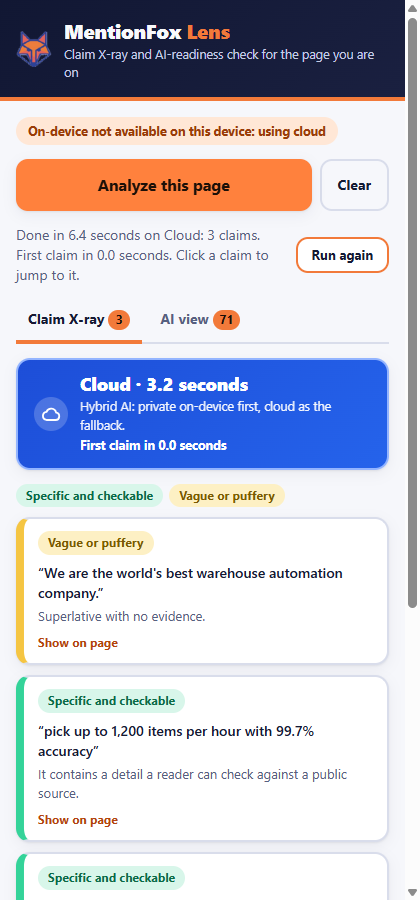 MentionFox Lens
Claim X-ray and AI-readiness check for the page you are
on
On-device not available on this device: using cloud
Analyze this page
Clear
Done in 6.4 seconds on Cloud: 3 claims.
First claim in 0.0 seconds. Click a claim to
jump to it.
Run again
Claim X-ray 3
AI view 71
Cloud · 3.2 seconds
Hybrid AI: private on-device first, cloud as the
fallback.
First claim in 0.0 seconds
Specific and checkable
Vague or puffery
Vague or puffery
“We are the world's best warehouse automation
company.”
Superlative with no evidence.
Show on page
Specific and checkable
“pick up to 1,200 items per hour with 99.7%
accuracy”
It contains a detail a reader can check against a public
source.
Show on page
Specific and checkable